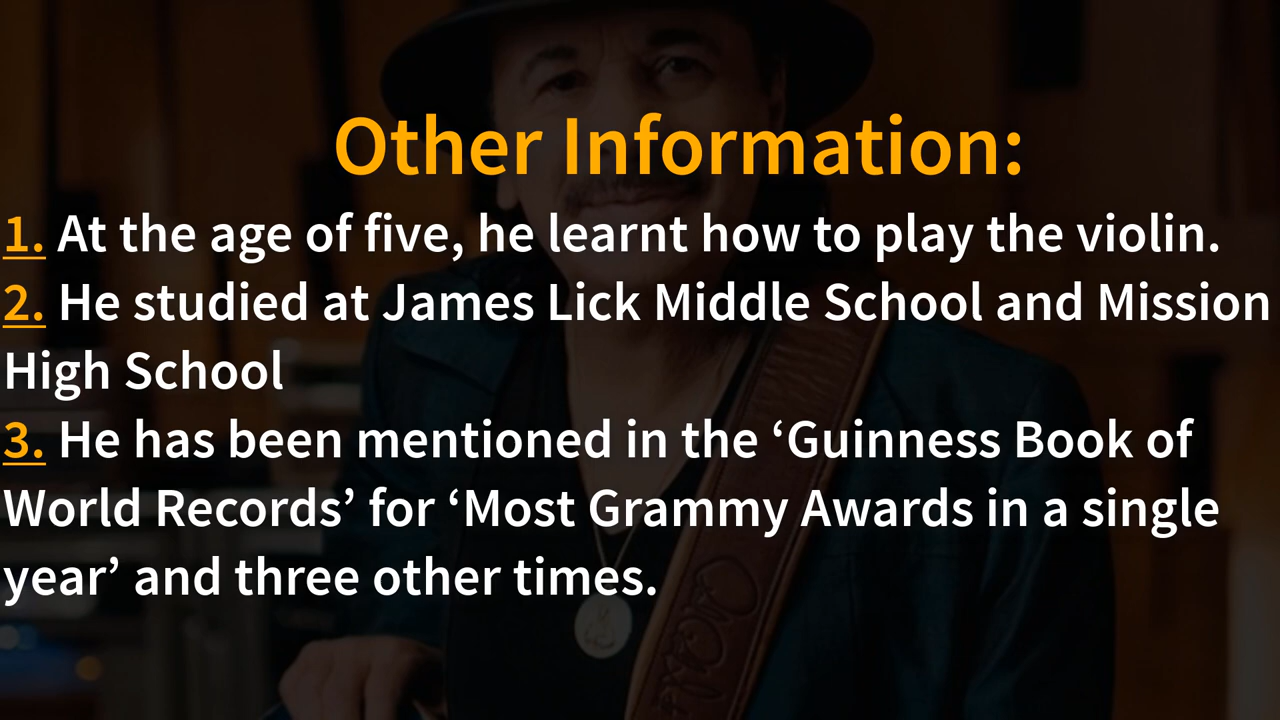 Other Information:
1. At the age of five, he learnt how to play the violin.
2. He studied at James Lick Middle School and Mission
High School
3. He has been mentioned in the ‘Guinness Book of
World Records’ for ‘Most Grammy Awards in a single
year’ and three other times.